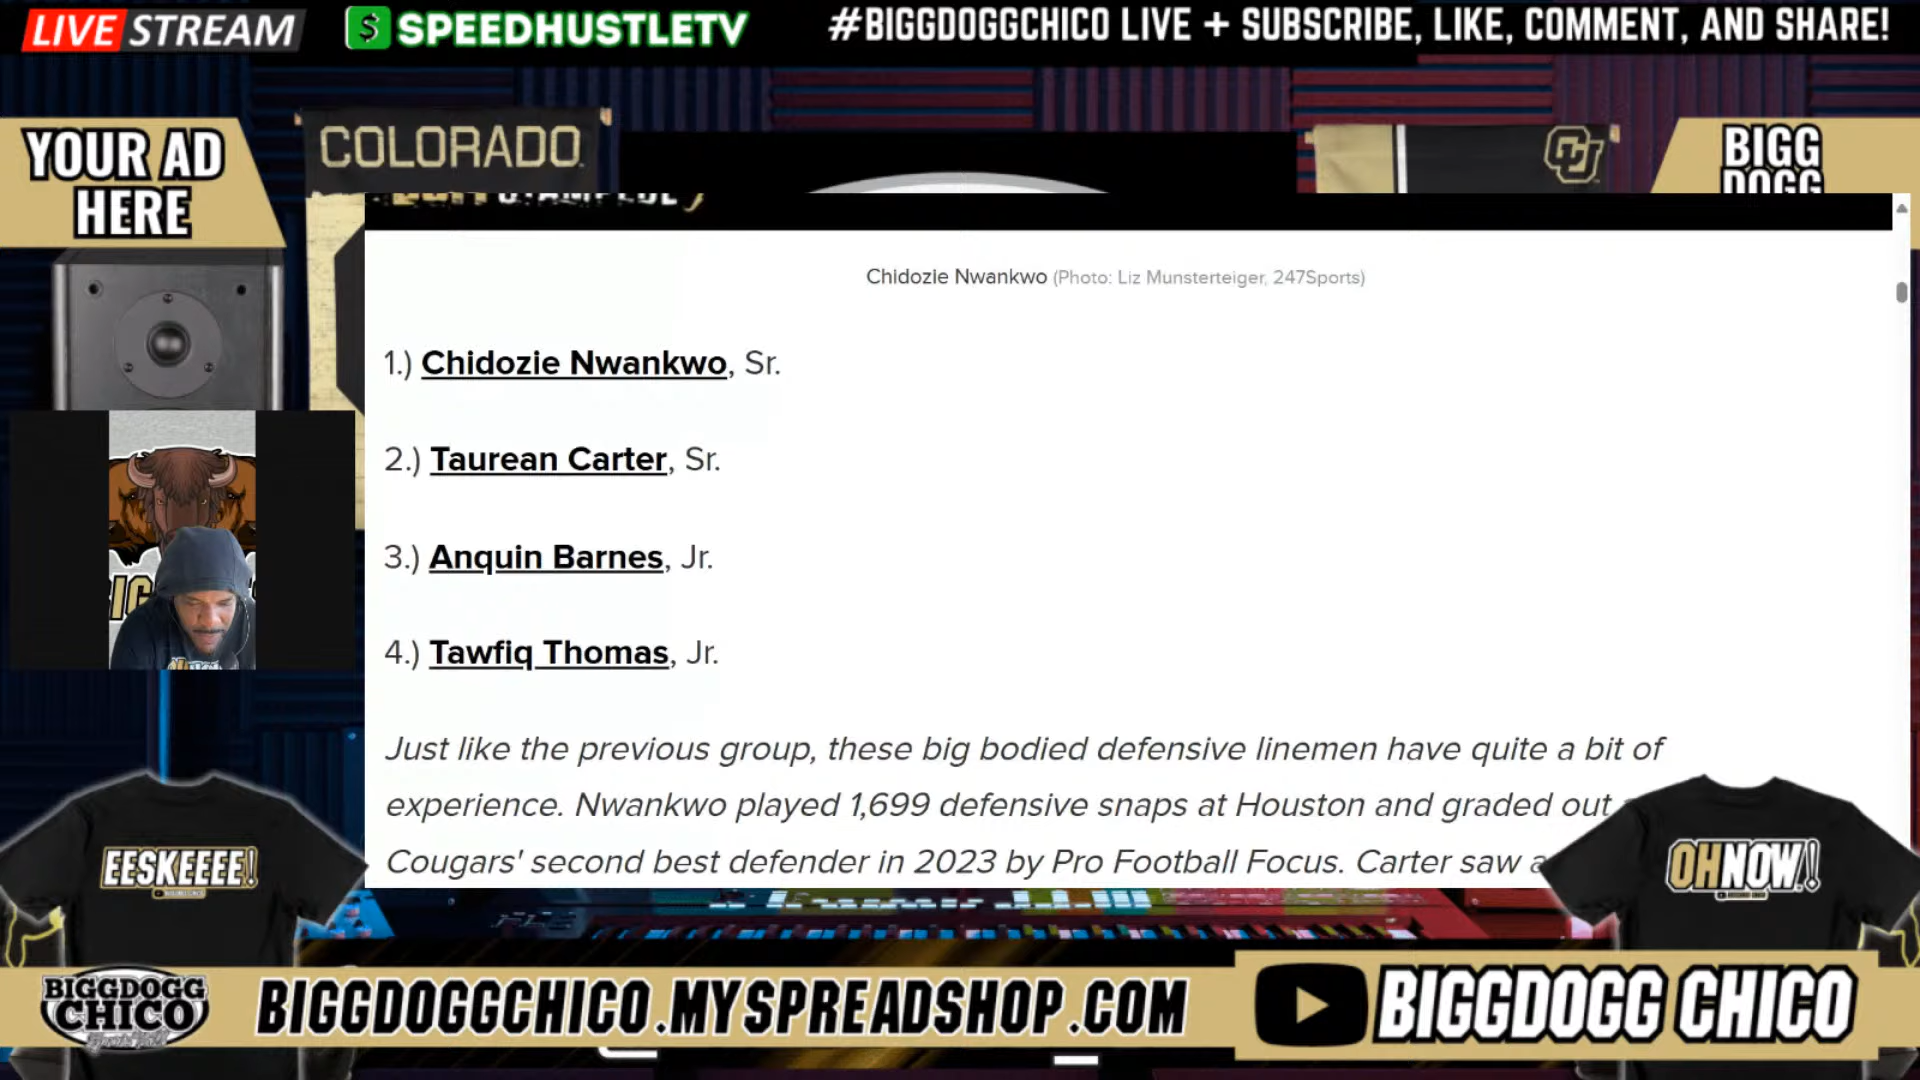 LIVE STREAM
$ SPEEDHUSTLETV
#BIGGDOGGCHICO LIVE + SUBSCRIBE, LIKE, COMMENT, AND SHARE!
YOUR AD
HERE
COLORADO
CU
BIGG
DOGG
Chidozie Nwankwo (Photo: Liz Munsterteiger, 247Sports)
1.) Chidozie Nwankwo, Sr.
2.) Taurean Carter, Sr.
3.) Anquin Barnes, Jr.
4.) Tawfiq Thomas, Jr.
Just like the previous group, these big bodied defensive linemen have quite a bit of
experience. Nwankwo played 1,699 defensive snaps at Houston and graded out
Cougars' second best defender in 2023 by Pro Football Focus. Carter saw a
EESKEEEE!
OHNOW!
BIGGDOGG
CHICO
BIGGDOGGCHICO.MYSPREADSHOP.COM
BIGGDOGG CHICO